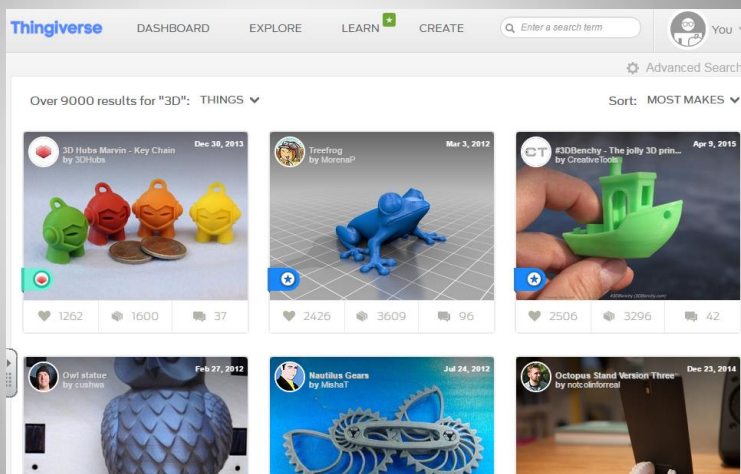 Thingiverse DASHBOARD EXPLORE LEARN CREATE Enter a search term You
Advanced Search
Over 9000 results for "3D": THINGS Sort: MOST MAKES
3D Hubs Marvin - Key Chain Dec 30, 2013
by 3DHubs
Treefrog Mar 3, 2012
by MorenaP
CT #3DBenchy - The jolly 3D prin... Apr 9, 2015
by CreativeTools
1262 1600 37
2426 3609 96
2506 3296 42
Owl statue Feb 27, 2012
by cushwa
Nautilus Gears Jul 24, 2012
by MishaT
Octopus Stand Version Three Dec 23, 2014
by notcolinforreal